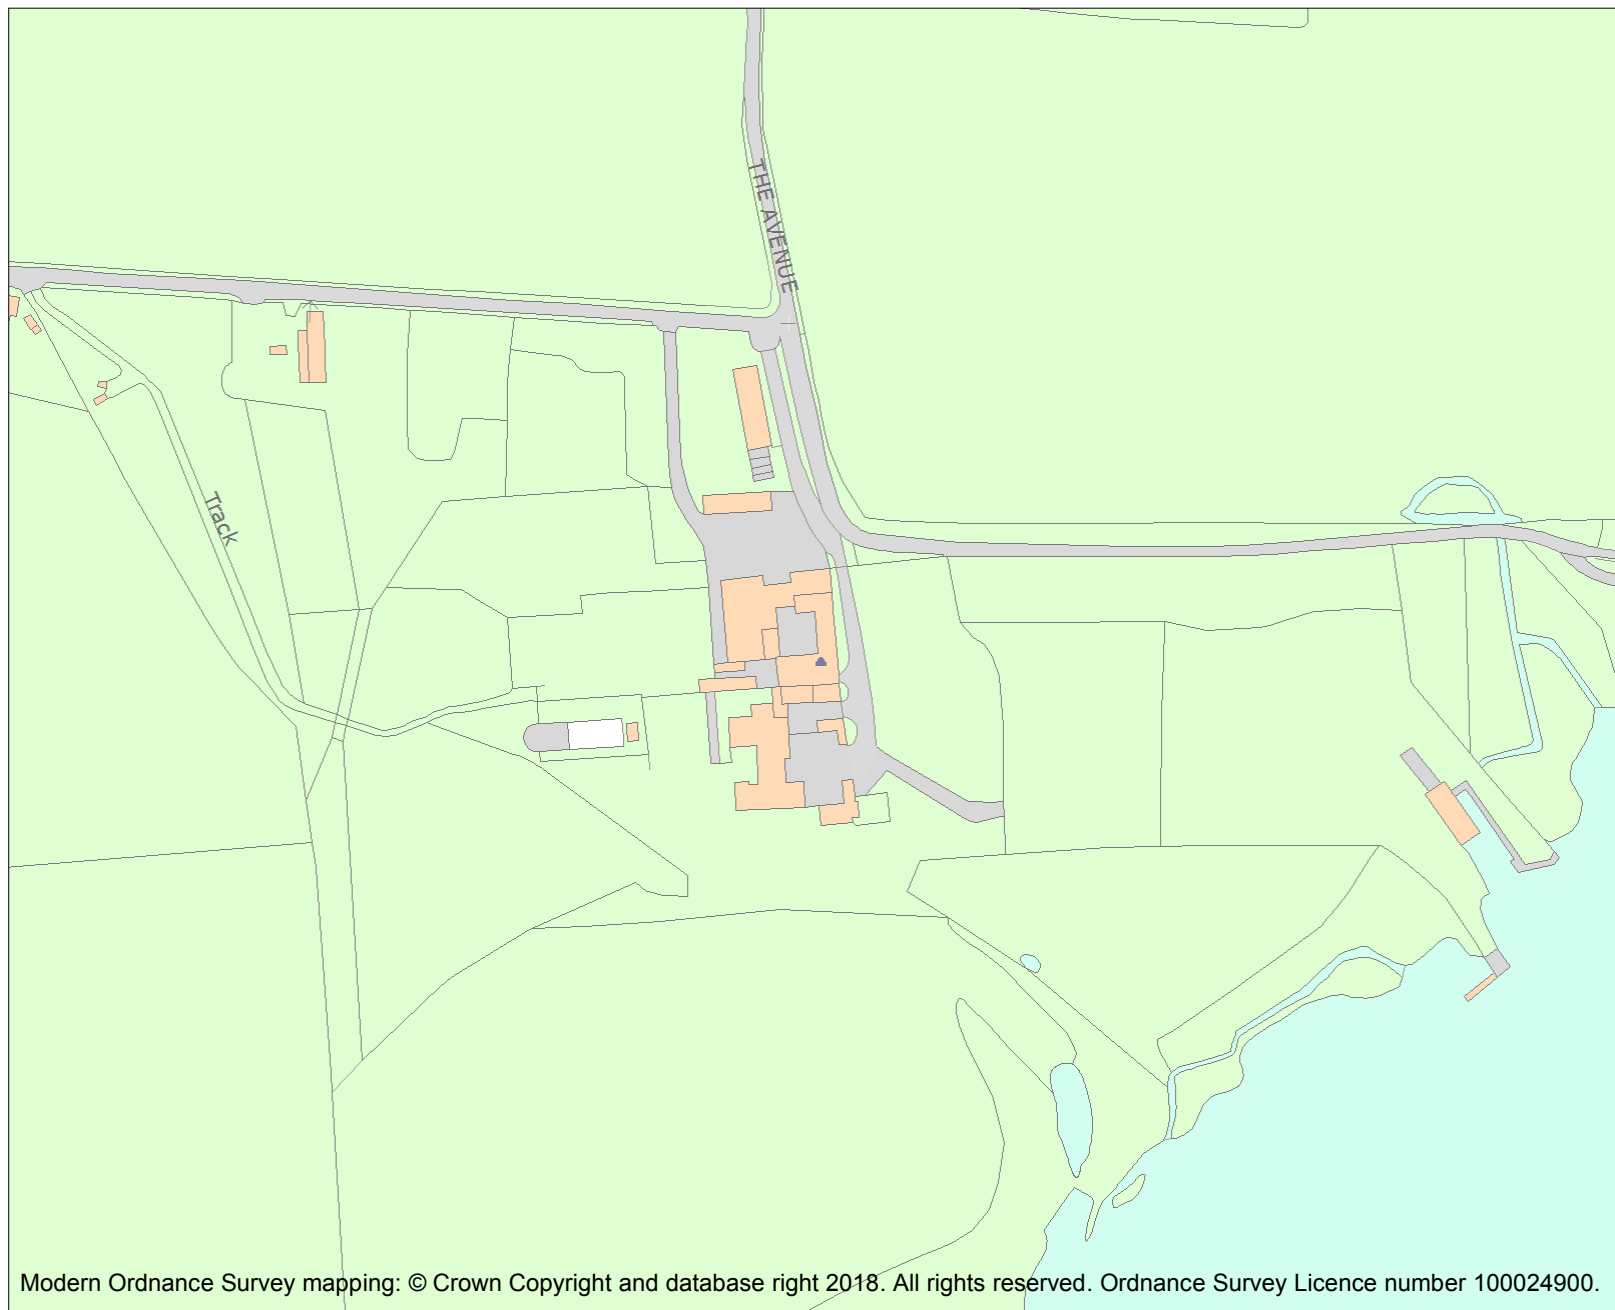 THE AVENUE
Track
Modern Ordnance Survey mapping: © Crown Copyright and database right 2018. All rights reserved. Ordnance Survey Licence number 100024900.